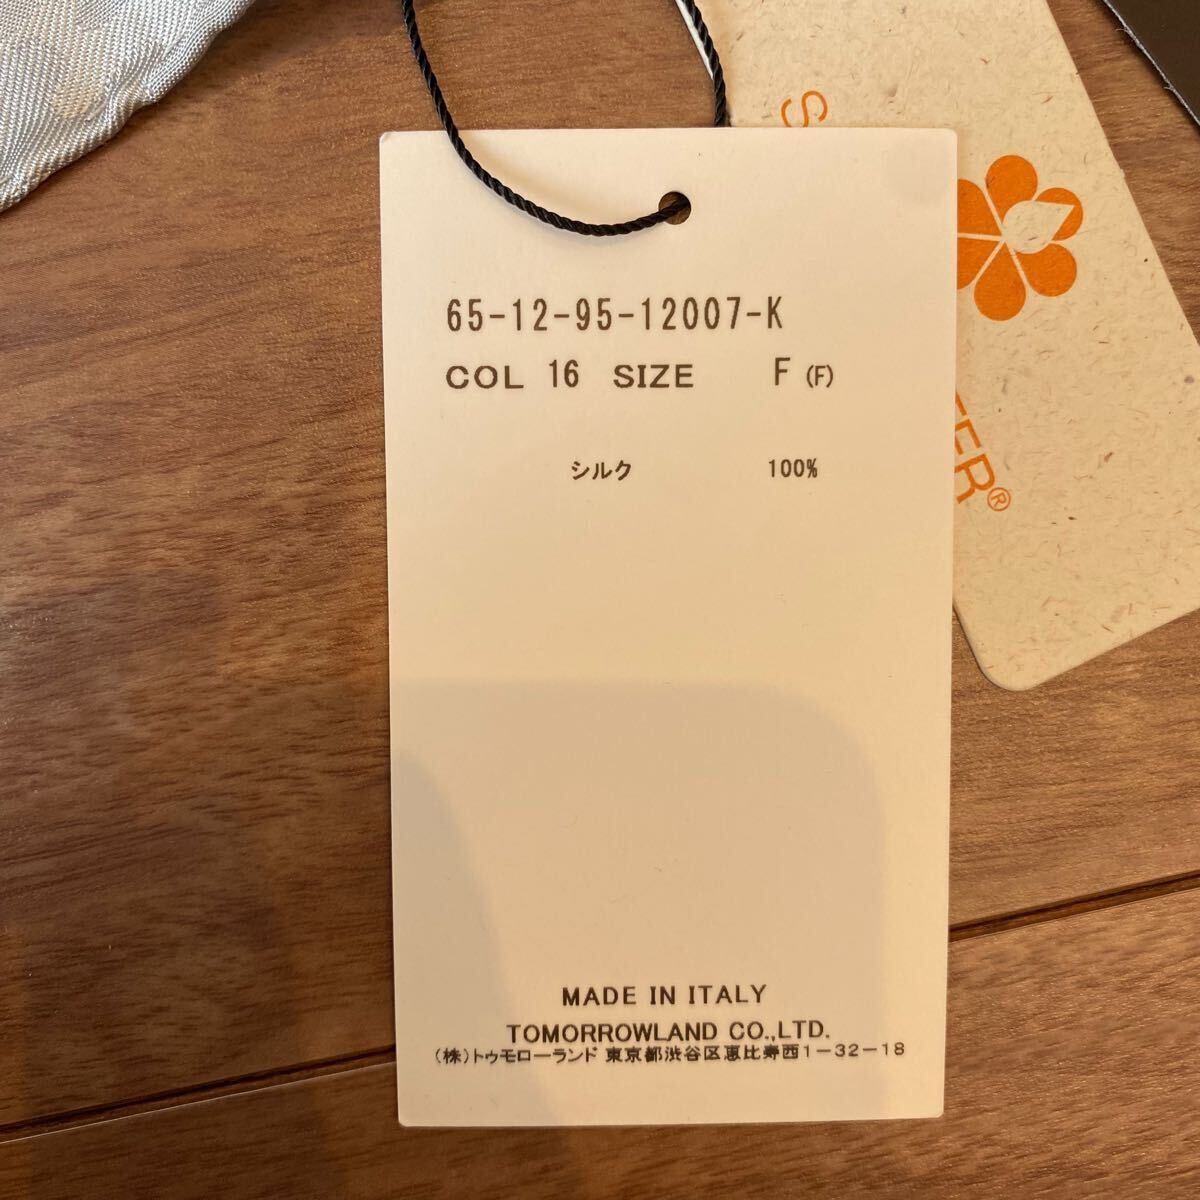 65-12-95-12007-K
COL 16 SIZE F (F)
シルク 100%
MADE IN ITALY
TOMORROWLAND CO.,LTD.
(株)トゥモローランド 東京都渋谷区恵比寿西1-32-18